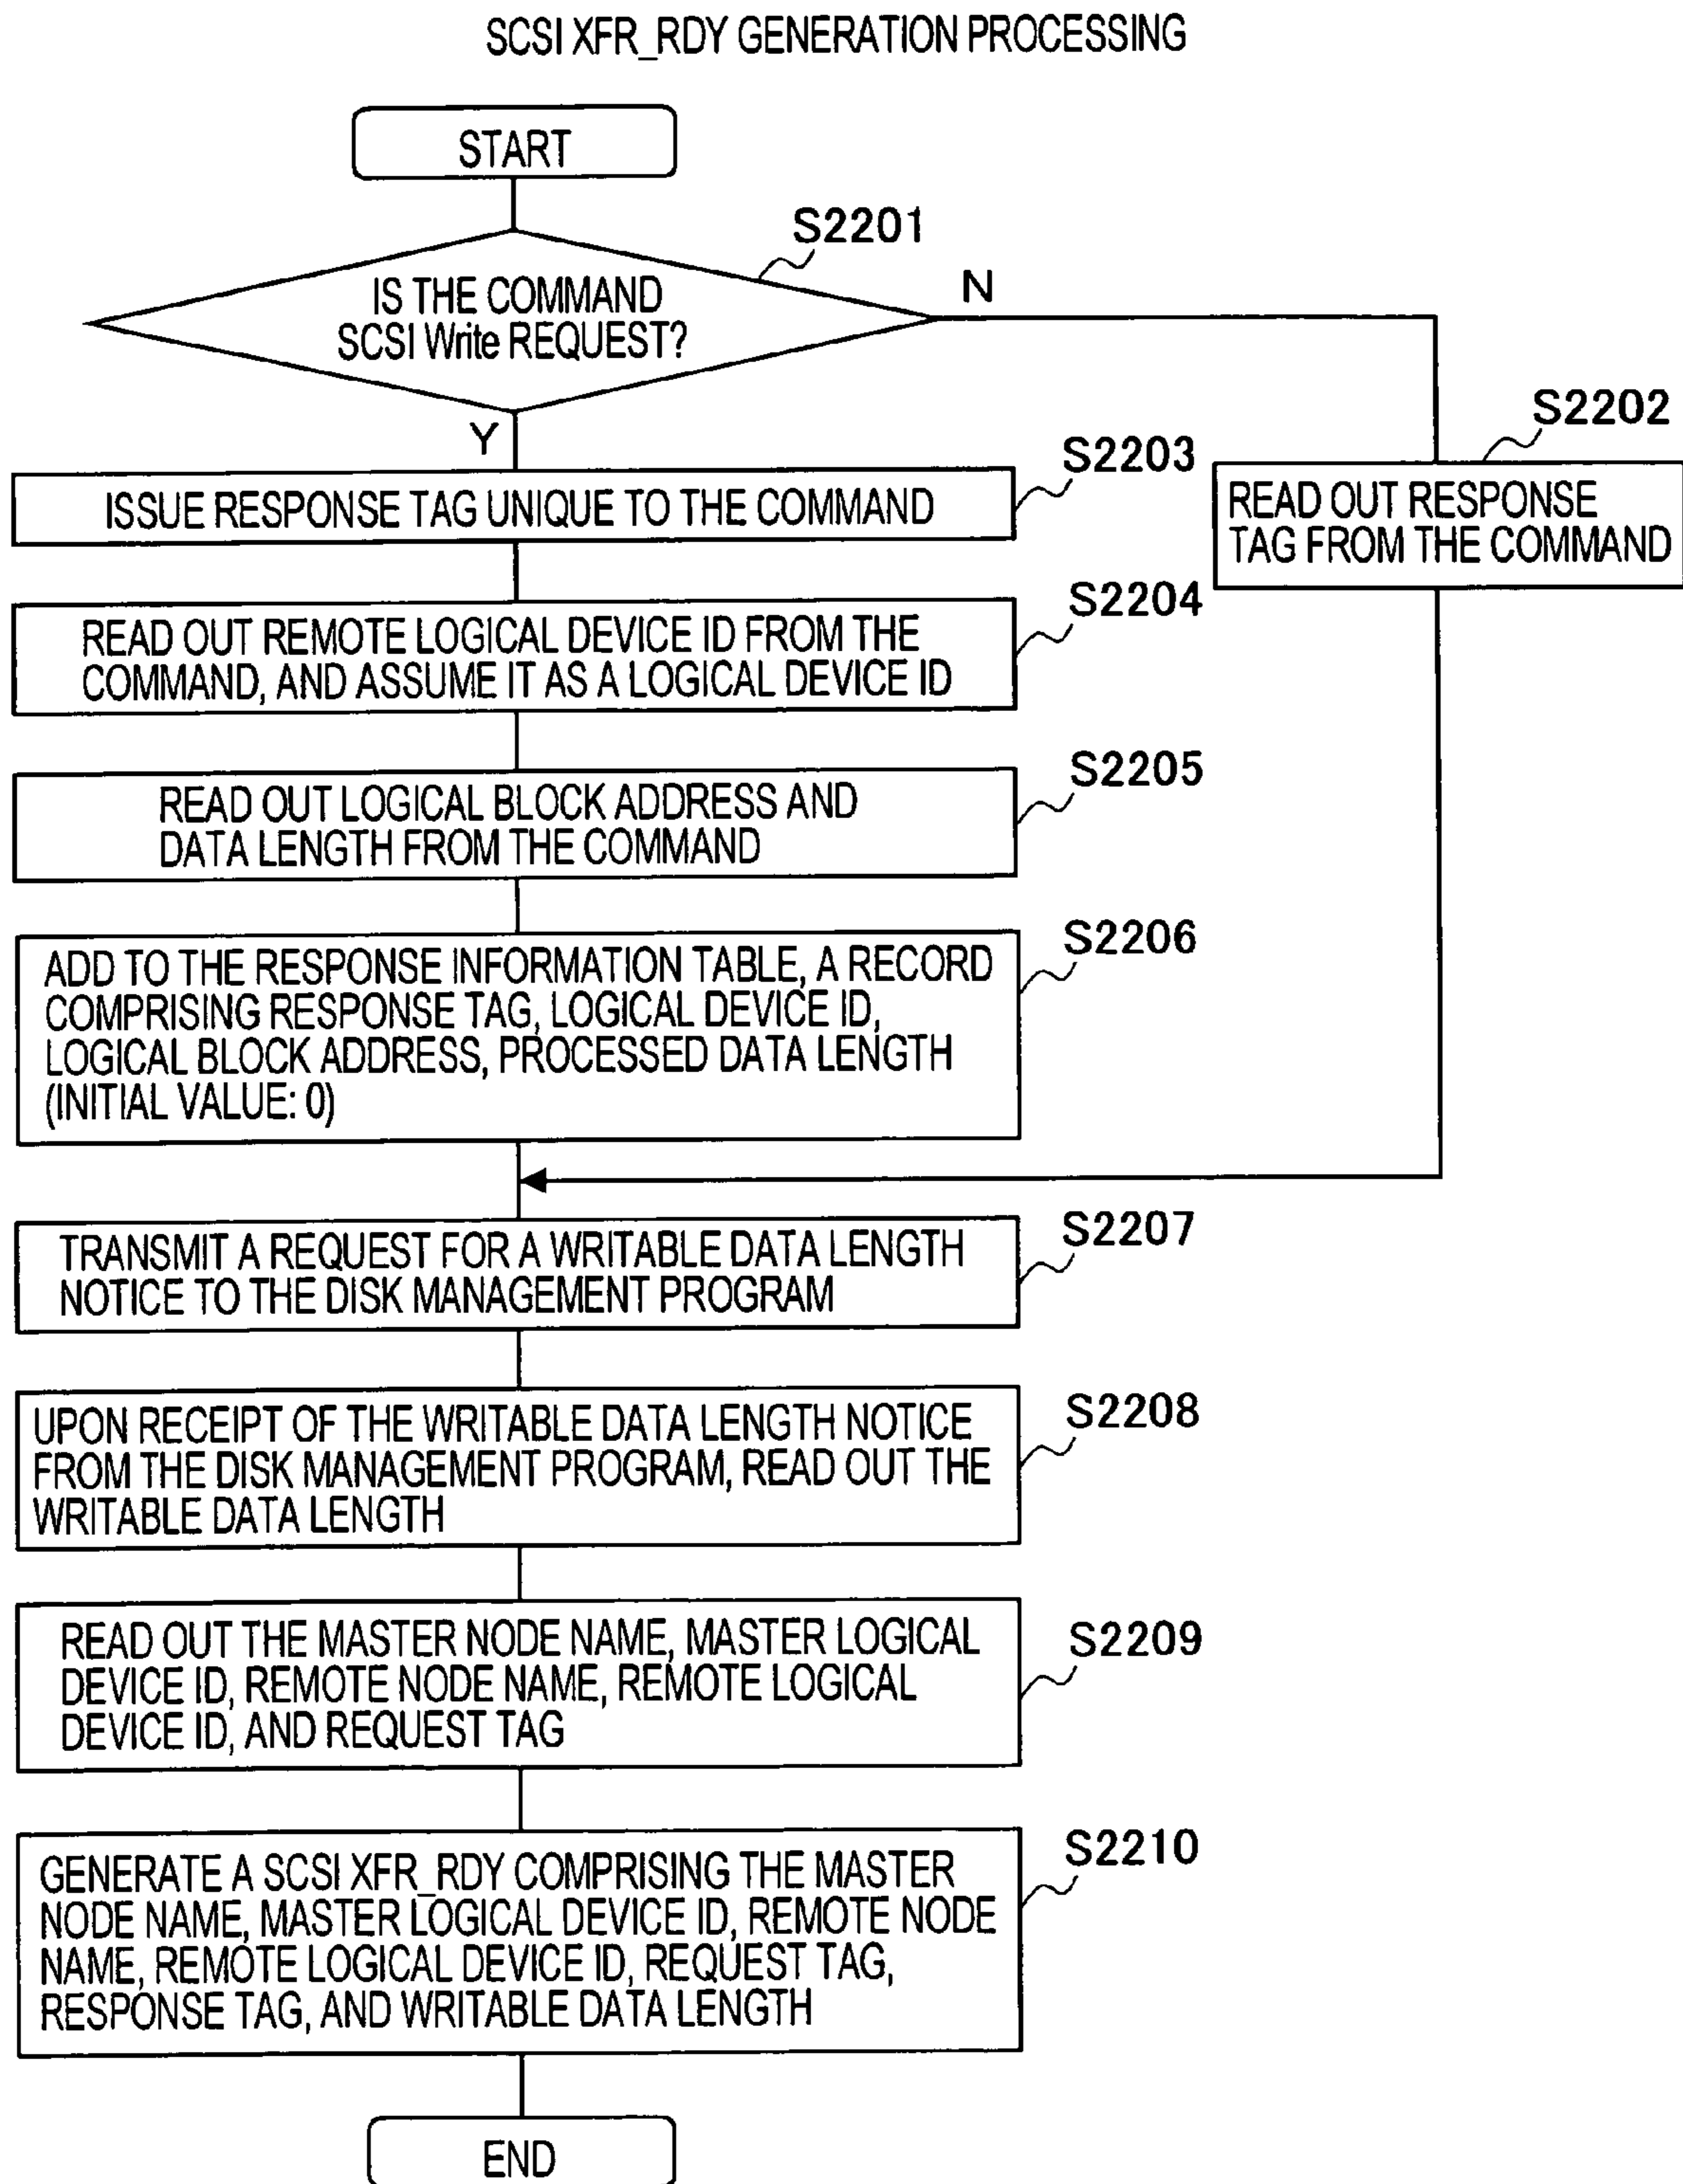 SCSI XFR_RDY GENERATION PROCESSING
START
S2201
IS THE COMMAND
SCSI Write REQUEST?
N
Y
S2202
READ OUT RESPONSE
TAG FROM THE COMMAND
S2203
ISSUE RESPONSE TAG UNIQUE TO THE COMMAND
S2204
READ OUT REMOTE LOGICAL DEVICE ID FROM THE
COMMAND, AND ASSUME IT AS A LOGICAL DEVICE ID
S2205
READ OUT LOGICAL BLOCK ADDRESS AND
DATA LENGTH FROM THE COMMAND
S2206
ADD TO THE RESPONSE INFORMATION TABLE, A RECORD
COMPRISING RESPONSE TAG, LOGICAL DEVICE ID,
LOGICAL BLOCK ADDRESS, PROCESSED DATA LENGTH
(INITIAL VALUE: 0)
S2207
TRANSMIT A REQUEST FOR A WRITABLE DATA LENGTH
NOTICE TO THE DISK MANAGEMENT PROGRAM
S2208
UPON RECEIPT OF THE WRITABLE DATA LENGTH NOTICE
FROM THE DISK MANAGEMENT PROGRAM, READ OUT THE
WRITABLE DATA LENGTH
S2209
READ OUT THE MASTER NODE NAME, MASTER LOGICAL
DEVICE ID, REMOTE NODE NAME, REMOTE LOGICAL
DEVICE ID, AND REQUEST TAG
S2210
GENERATE A SCSI XFR_RDY COMPRISING THE MASTER
NODE NAME, MASTER LOGICAL DEVICE ID, REMOTE NODE
NAME, REMOTE LOGICAL DEVICE ID, REQUEST TAG,
RESPONSE TAG, AND WRITABLE DATA LENGTH
END